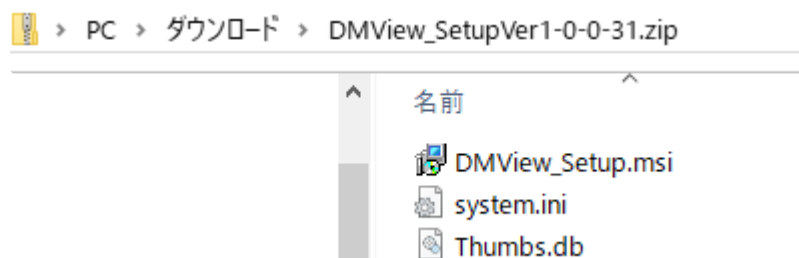 > PC > ダウンロード > DMView_SetupVer1-0-0-31.zip
名前
DMView_Setup.msi
system.ini
Thumbs.db